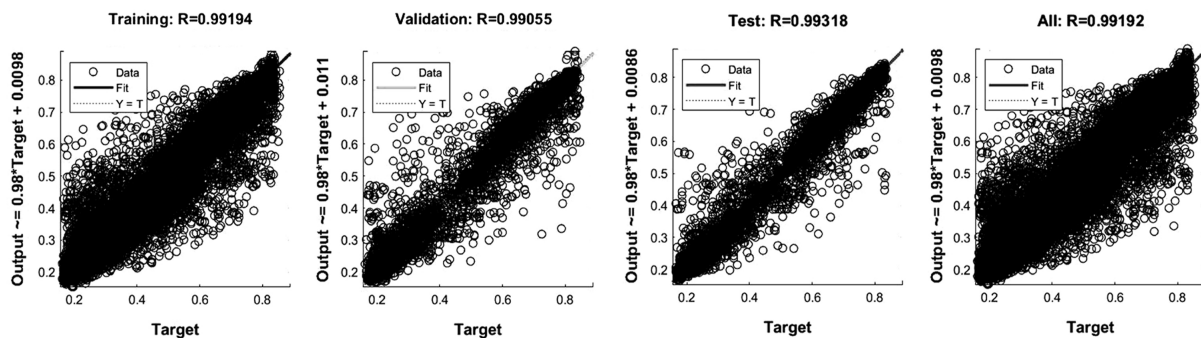 Training: R=0.99194
Output ~= 0.98*Target + 0.0098
0.8
0.7
0.6
0.5
0.4
0.3
0.2
Data
Fit
Y = T
0.2 0.4 0.6 0.8
Target
Validation: R=0.99055
Output ~= 0.98*Target + 0.011
0.8
0.7
0.6
0.5
0.4
0.3
0.2
Data
Fit
Y = T
0.2 0.4 0.6 0.8
Target
Test: R=0.99318
Output ~= 0.98*Target + 0.0086
0.8
0.7
0.6
0.5
0.4
0.3
0.2
Data
Fit
Y = T
0.2 0.4 0.6 0.8
Target
All: R=0.99192
Output ~= 0.98*Target + 0.0098
0.8
0.7
0.6
0.5
0.4
0.3
0.2
Data
Fit
Y = T
0.2 0.4 0.6 0.8
Target